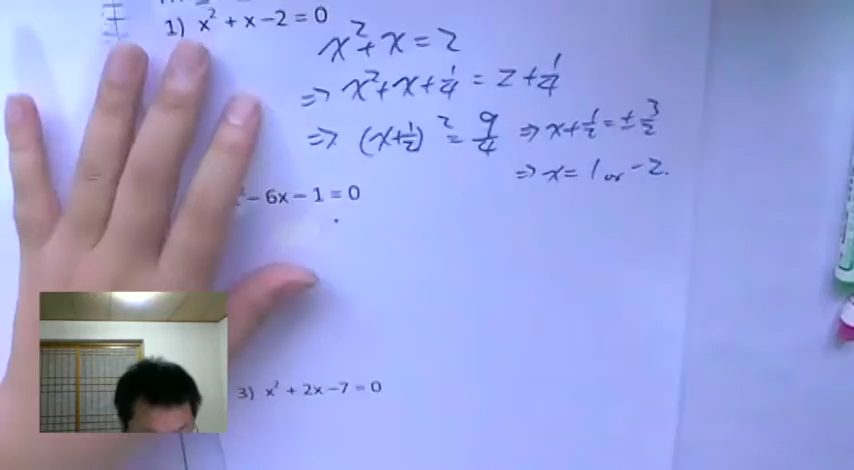 1) x² + x − 2 = 0
x² + x = 2
⇒ x² + x + 1/4 = 2 + 1/4
⇒ (x + 1/2)² = 9/4 ⇒ x + 1/2 = ± 3/2
⇒ x = 1 or −2.
− 6x − 1 = 0
3) x² + 2x − 7 = 0